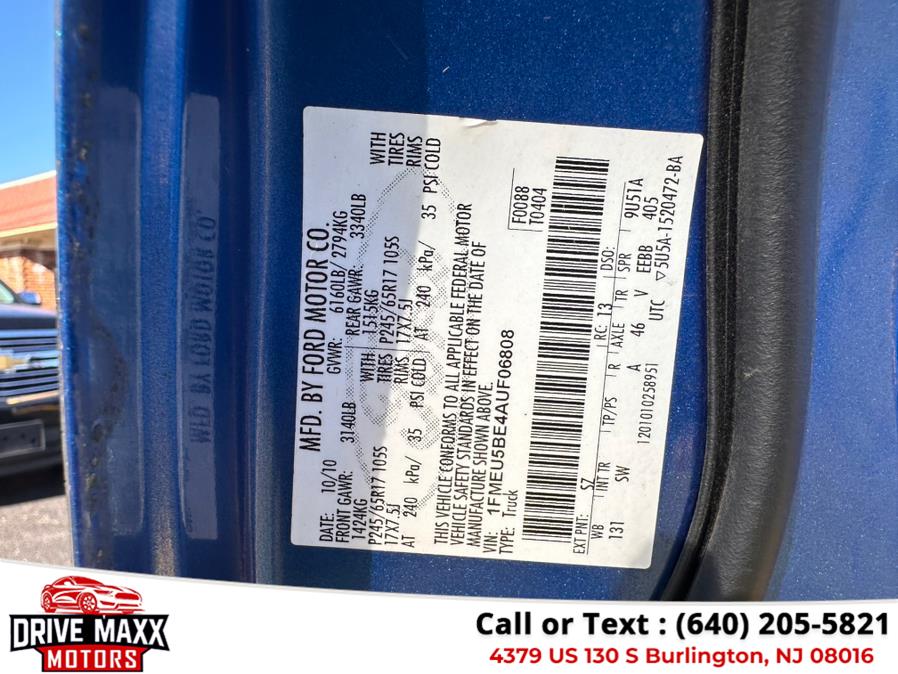 MFD. BY FORD MOTOR CO.
DATE: 10/10 GVWR: 6160LB/ 2794KG
FRONT GAWR: 3140LB REAR GAWR: 3340LB
1424KG WITH 1515KG WITH
P245/65R17 105S TIRES P245/65R17 105S TIRES
17X7.5J RIMS 17X7.5J RIMS
AT 240 kPa/ 35 PSI COLD AT 240 kPa/ 35 PSI COLD
THIS VEHICLE CONFORMS TO ALL APPLICABLE FEDERAL MOTOR
VEHICLE SAFETY STANDARDS IN EFFECT ON THE DATE OF
MANUFACTURE SHOWN ABOVE.
VIN: 1FMEU5BE4AUF06808
TYPE: Truck
F0088
T0404
EXT PNT: SZ RC: 13 DSO:
WB INT TR TP/PS R AXLE TR SPR
131 SW A 46 V EEBB 9U51A
405
1201010258951 UTC ▽5U5A-1520472-BA
DRIVE MAXX
MOTORS
Call or Text : (640) 205-5821
4379 US 130 S Burlington, NJ 08016